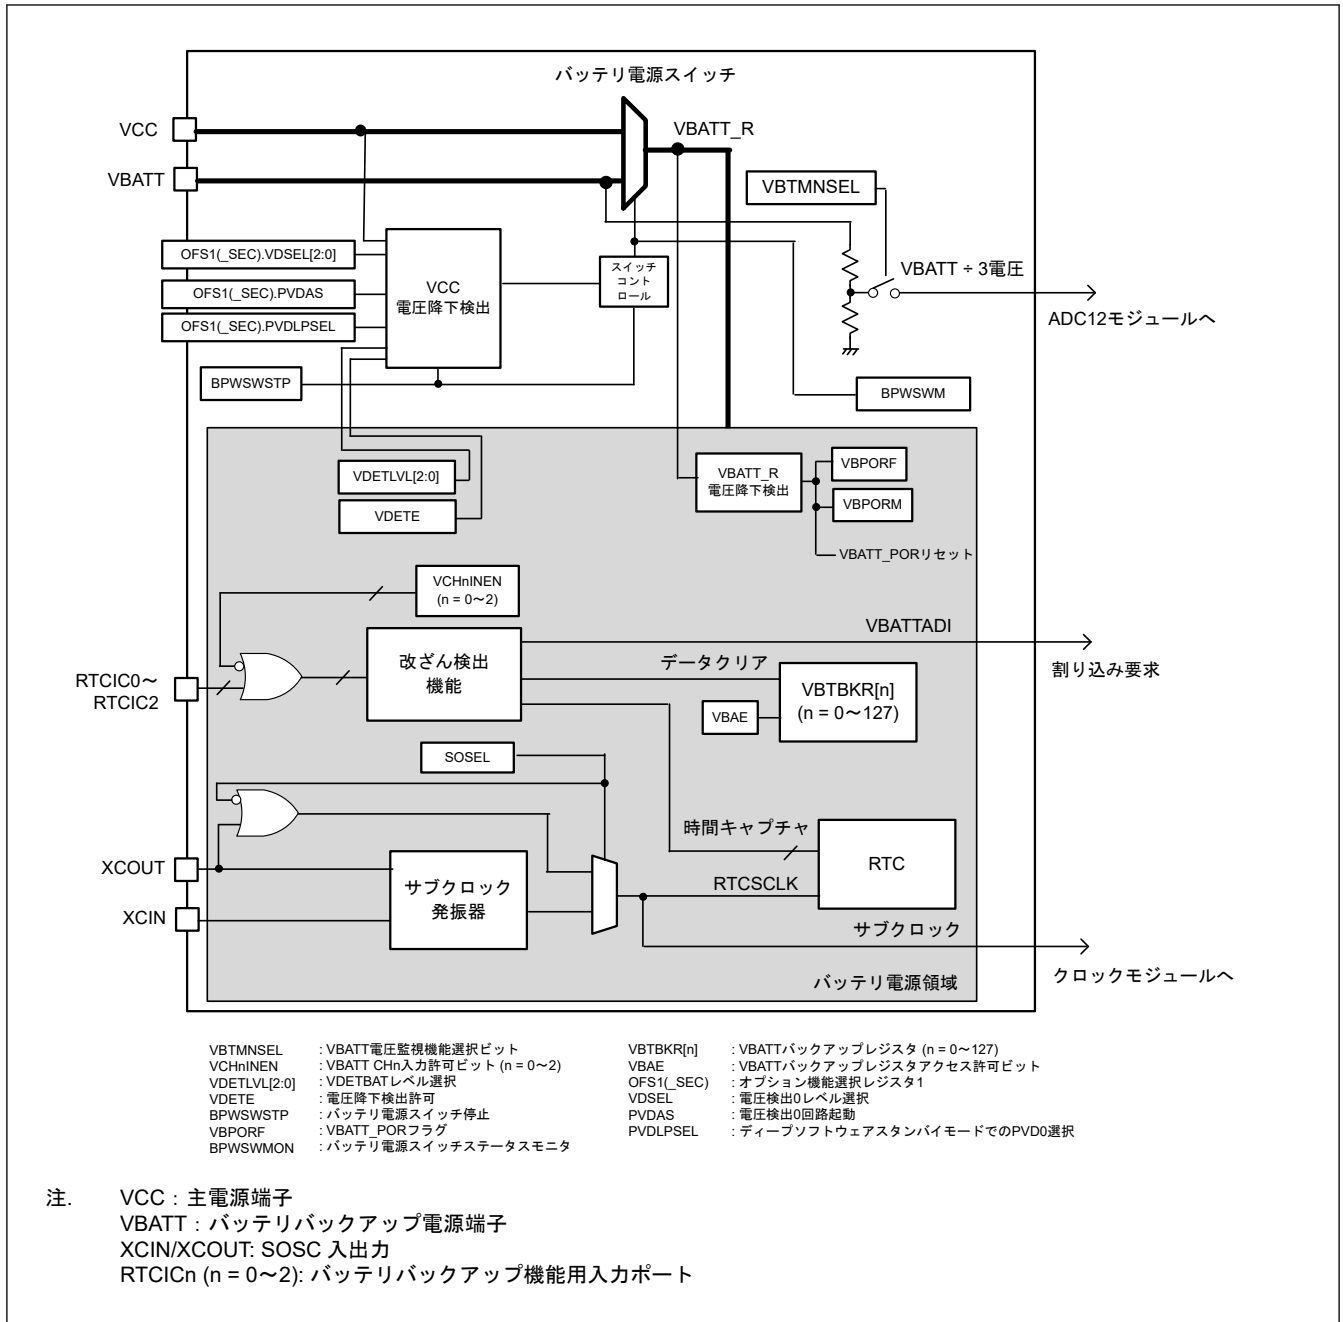 バッテリ電源スイッチ
VCC
VBATT_R
VBATT
VBTMNSEL
OFS1(_SEC).VDSEL[2:0]
OFS1(_SEC).PVDAS
OFS1(_SEC).PVDLPSEL
VCC
電圧降下検出
スイッチ
コント
ロール
VBATT ÷ 3電圧
ADC12モジュールへ
BPWSWSTP
BPWSWM
VDETLVL[2:0]
VDETE
VBATT_R
電圧降下検出
VBPORF
VBPORM
VBATT_PORリセット
VCHnINEN
(n = 0～2)
VBATTADI
割り込み要求
RTCIC0～
RTCIC2
改ざん検出
機能
データクリア
VBAE
VBTBKR[n]
(n = 0～127)
SOSEL
時間キャプチャ
RTC
RTCSCLK
XCOUT
XCIN
サブクロック
発振器
サブクロック
クロックモジュールへ
バッテリ電源領域
VBTMNSEL : VBATT電圧監視機能選択ビット
VCHnINEN : VBATT CHn入力許可ビット (n = 0～2)
VDETLVL[2:0] : VDETBATレベル選択
VDETE : 電圧降下検出許可
BPWSWSTP : バッテリ電源スイッチ停止
VBPORF : VBATT_PORフラグ
BPWSWMON : バッテリ電源スイッチステータスモニタ
VBTBKR[n] : VBATTバックアップレジスタ (n = 0～127)
VBAE : VBATTバックアップレジスタアクセス許可ビット
OFS1(_SEC) : オプション機能選択レジスタ1
VDSEL : 電圧検出0レベル選択
PVDAS : 電圧検出0回路起動
PVDLPSEL : ディープソフトウェアスタンバイモードでのPVD0選択
注. VCC : 主電源端子
VBATT : バッテリバックアップ電源端子
XCIN/XCOUT: SOSC 入出力
RTCICn (n = 0～2): バッテリバックアップ機能用入力ポート